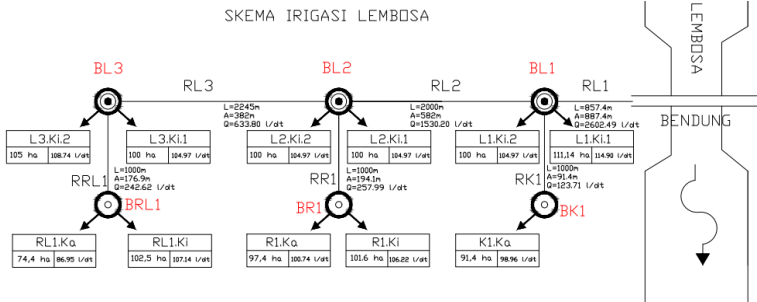 SKEMA IRIGASI LEMBOSA
LEMBOSA
BL3
BL2
BL1
RL3
RL2
RL1
L=2245m
A=382m
Q=633.80 l/dt
L=2000m
A=582m
Q=1530.20 l/dt
L=857.4m
A=887.4m
Q=2602.49 l/dt
BENDUNG
L3.Ki.2
105 ha 108.74 l/dt
L3.Ki.1
100 ha 104.97 l/dt
L2.Ki.2
100 ha 104.97 l/dt
L2.Ki.1
100 ha 104.97 l/dt
L1.Ki.2
100 ha 104.97 l/dt
L1.Ki.1
111,14 ha 114.90 l/dt
RRL1
L=1000m
A=176.9m
Q=242.62 l/dt
RR1
L=1000m
A=194.1m
Q=257.99 l/dt
RK1
L=1000m
A=91.4m
Q=123.71 l/dt
BRL1
BR1
BK1
RL1.Ka
74,4 ha 86.95 l/dt
RL1.Ki
102,5 ha 107.14 l/dt
R1.Ka
97,4 ha 100.74 l/dt
R1.Ki
101.6 ha 106.22 l/dt
K1.Ka
91,4 ha 98.96 l/dt